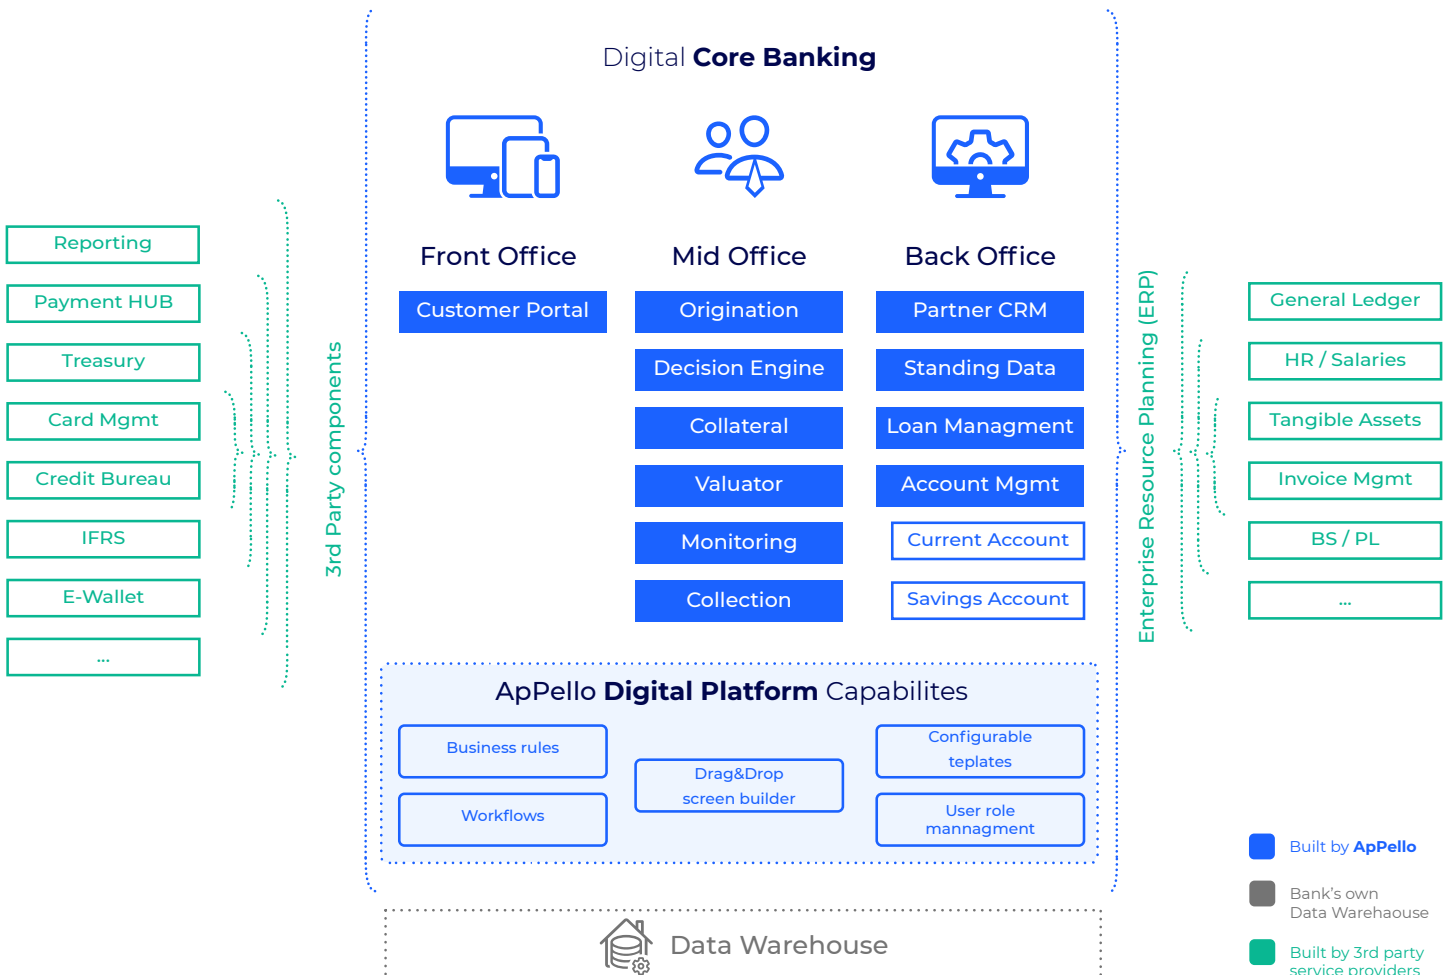 Digital Core Banking
Reporting
Payment HUB
Treasury
Card Mgmt
Credit Bureau
IFRS
E-Wallet
...
3rd Party components
Front Office
Customer Portal
Mid Office
Origination
Decision Engine
Collateral
Valuator
Monitoring
Collection
Back Office
Partner CRM
Standing Data
Loan Managment
Account Mgmt
Current Account
Savings Account
Enterprise Resource Planning (ERP)
General Ledger
HR / Salaries
Tangible Assets
Invoice Mgmt
BS / PL
...
ApPello Digital Platform Capabilites
Business rules
Workflows
Drag&Drop
screen builder
Configurable
teplates
User role
mannagment
Data Warehouse
Built by ApPello
Bank's own
Data Warehaouse
Built by 3rd party
service providers